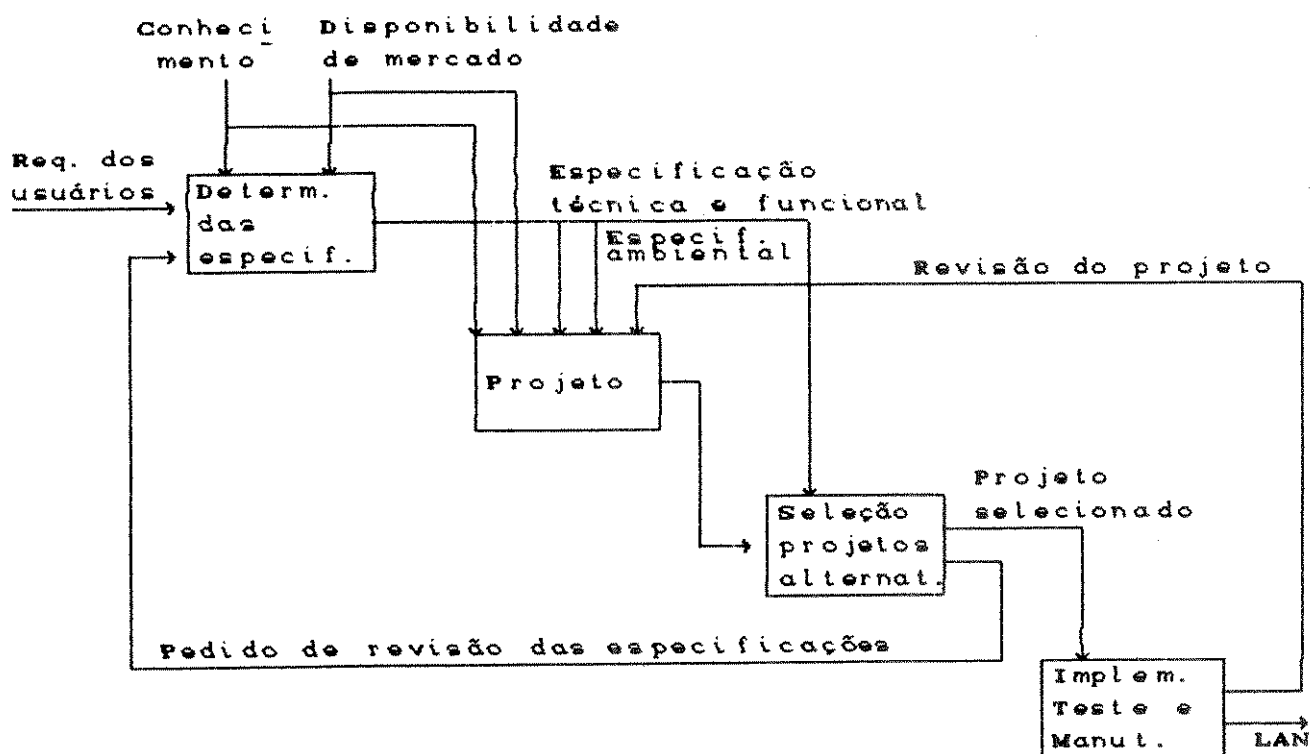 Conheci
mento
Disponibilidade
de mercado
Req. dos
usuários
Determ.
das
especif.
Especificação
técnica e funcional
Especif.
ambiental
Revisão do projeto
Projeto
Projeto
selecionado
Seleção
projetos
alternat.
Pedido de revisão das especificações
Implem.
Teste e
Manut.
LAN